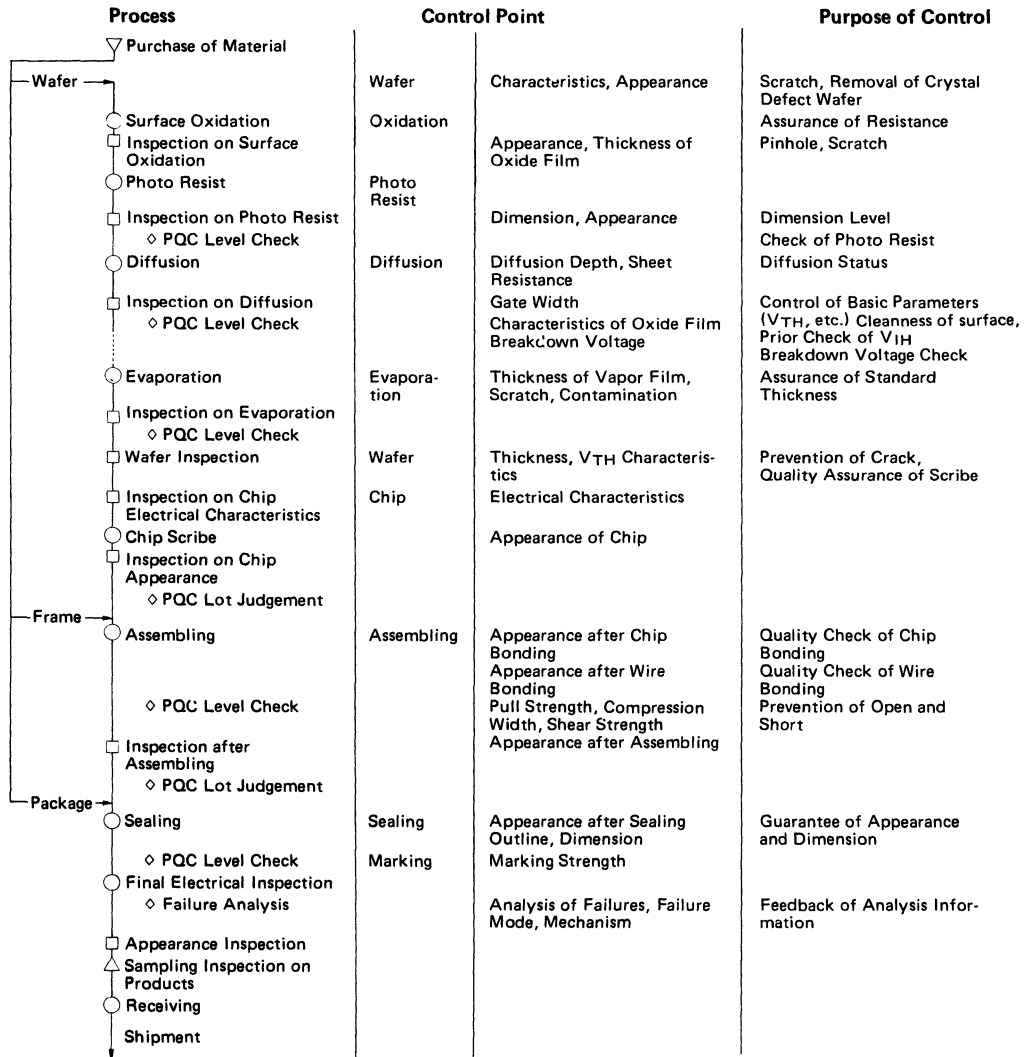 Process Control Point Purpose of Control
Purchase of Material
Wafer Wafer Characteristics, Appearance Scratch, Removal of Crystal
Defect Wafer
Surface Oxidation Oxidation Assurance of Resistance
Inspection on Surface Appearance, Thickness of Pinhole, Scratch
Oxidation Oxide Film
Photo Resist Photo
Resist
Inspection on Photo Resist Dimension, Appearance Dimension Level
◊ PQC Level Check Check of Photo Resist
Diffusion Diffusion Diffusion Depth, Sheet Diffusion Status
Resistance
Inspection on Diffusion Gate Width Control of Basic Parameters
◊ PQC Level Check Characteristics of Oxide Film (VTH, etc.) Cleanness of surface,
Breakdown Voltage Prior Check of VIH
Breakdown Voltage Check
Evaporation Evapora- Thickness of Vapor Film, Assurance of Standard
tion Scratch, Contamination Thickness
Inspection on Evaporation
◊ PQC Level Check
Wafer Inspection Wafer Thickness, VTH Characteris- Prevention of Crack,
tics Quality Assurance of Scribe
Inspection on Chip Chip Electrical Characteristics
Electrical Characteristics
Chip Scribe Appearance of Chip
Inspection on Chip
Appearance
◊ PQC Lot Judgement
Frame
Assembling Assembling Appearance after Chip Quality Check of Chip
Bonding Bonding
Appearance after Wire Quality Check of Wire
Bonding Bonding
◊ PQC Level Check Pull Strength, Compression Prevention of Open and
Width, Shear Strength Short
Inspection after Appearance after Assembling
Assembling
◊ PQC Lot Judgement
Package
Sealing Sealing Appearance after Sealing Guarantee of Appearance
Outline, Dimension and Dimension
◊ PQC Level Check Marking Marking Strength
Final Electrical Inspection
◊ Failure Analysis Analysis of Failures, Failure Feedback of Analysis Infor-
Mode, Mechanism mation
Appearance Inspection
Sampling Inspection on
Products
Receiving
Shipment